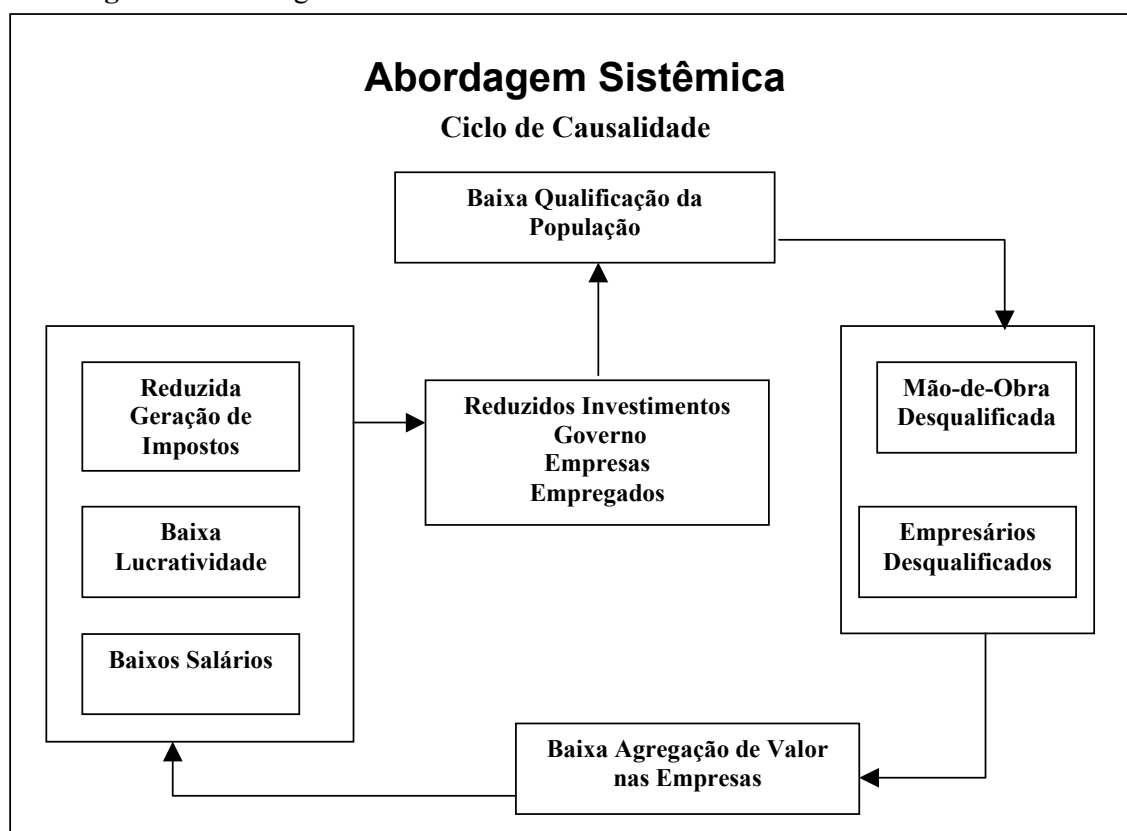 Abordagem Sistêmica
Ciclo de Causalidade
Baixa Qualificação da
População
Reduzida
Geração de
Impostos
Baixa
Lucratividade
Baixos Salários
Reduzidos Investimentos
Governo
Empresas
Empregados
Mão-de-Obra
Desqualificada
Empresários
Desqualificados
Baixa Agregação de Valor
nas Empresas